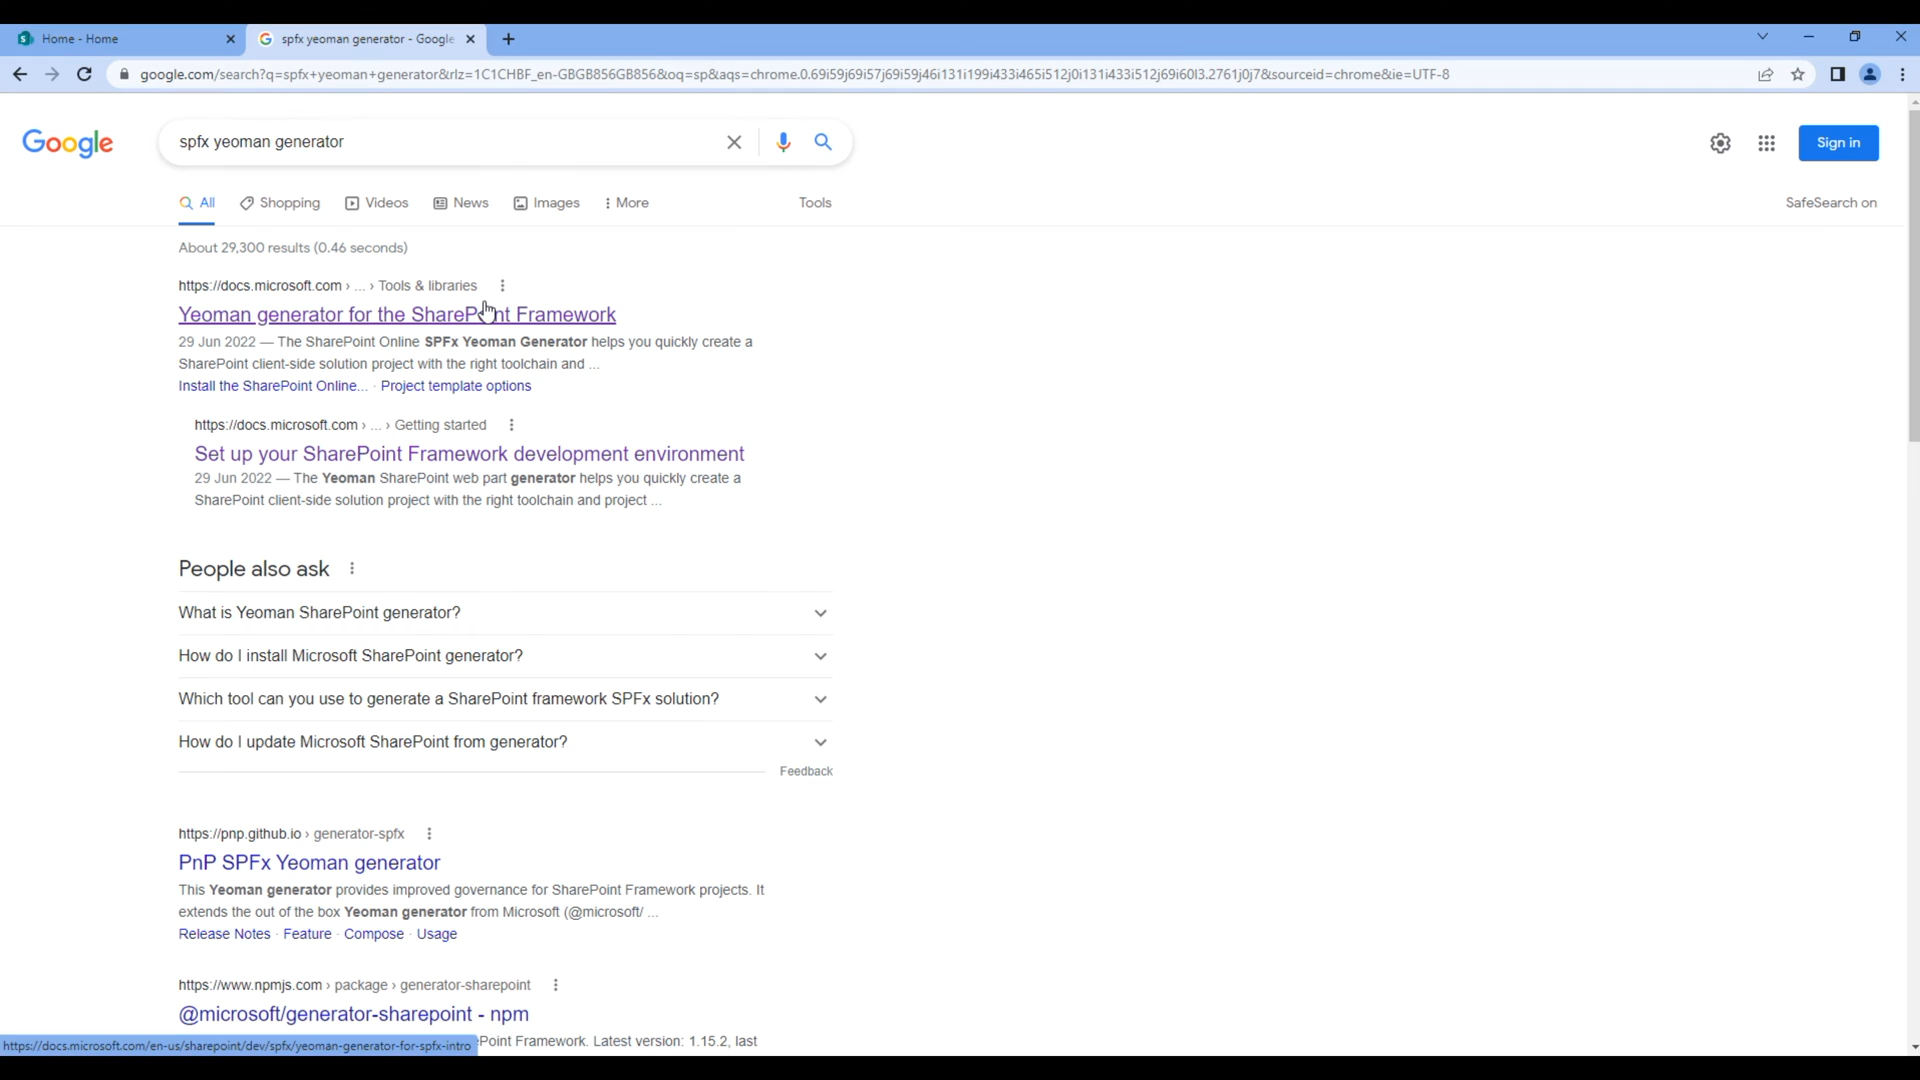 Home - Home
spfx yeoman generator - Google
google.com/search?q=spfx+yeoman+generator&rlz=1C1CHBF_en-GBGB856GB856&oq=sp&aqs=chrome.0.69i59j69i57j69i59j46i131i199i433i465i512j0i131i433i512j69i60l3.2761j0j7&sourceid=chrome&ie=UTF-8
Google
spfx yeoman generator
Sign in
All
Shopping
Videos
News
Images
More
Tools
SafeSearch on
About 29,300 results (0.46 seconds)
https://docs.microsoft.com › ... › Tools & libraries
Yeoman generator for the SharePoint Framework
29 Jun 2022 — The SharePoint Online SPFx Yeoman Generator helps you quickly create a
SharePoint client-side solution project with the right toolchain and ...
Install the SharePoint Online... · Project template options
https://docs.microsoft.com › ... › Getting started
Set up your SharePoint Framework development environment
29 Jun 2022 — The Yeoman SharePoint web part generator helps you quickly create a
SharePoint client-side solution project with the right toolchain and project ...
People also ask
What is Yeoman SharePoint generator?
How do I install Microsoft SharePoint generator?
Which tool can you use to generate a SharePoint framework SPFx solution?
How do I update Microsoft SharePoint from generator?
Feedback
https://pnp.github.io › generator-spfx
PnP SPFx Yeoman generator
This Yeoman generator provides improved governance for SharePoint Framework projects. It
extends the out of the box Yeoman generator from Microsoft (@microsoft/ ...
Release Notes · Feature · Compose · Usage
https://www.npmjs.com › package › generator-sharepoint
@microsoft/generator-sharepoint - npm
Point Framework. Latest version: 1.15.2, last
https://docs.microsoft.com/en-us/sharepoint/dev/spfx/yeoman-generator-for-spfx-intro